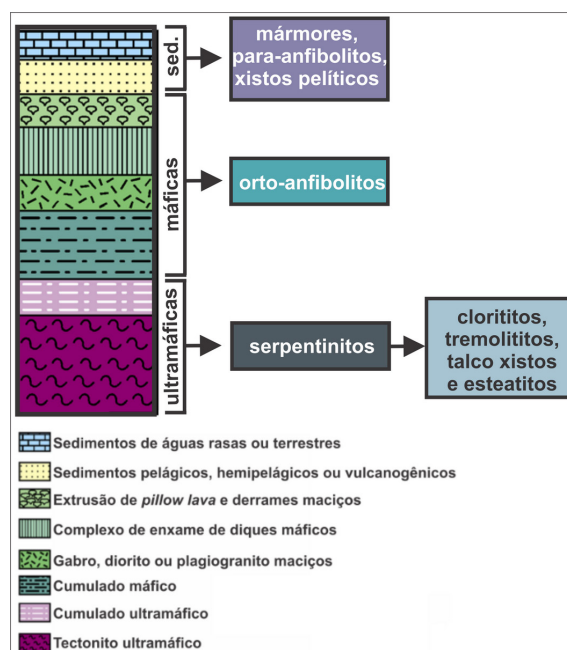 sed.
mármores,
para-anfibolitos,
xistos pelíticos
máficas
orto-anfibolitos
ultramáficas
serpentinitos
clorititos,
tremolititos,
talco xistos
e esteatitos
Sedimentos de águas rasas ou terrestres
Sedimentos pelágicos, hemipelágicos ou vulcanogênicos
Extrusão de pillow lava e derrames maciços
Complexo de enxame de diques máficos
Gabro, diorito ou plagiogranito maciços
Cumulado máfico
Cumulado ultramáfico
Tectonito ultramáfico